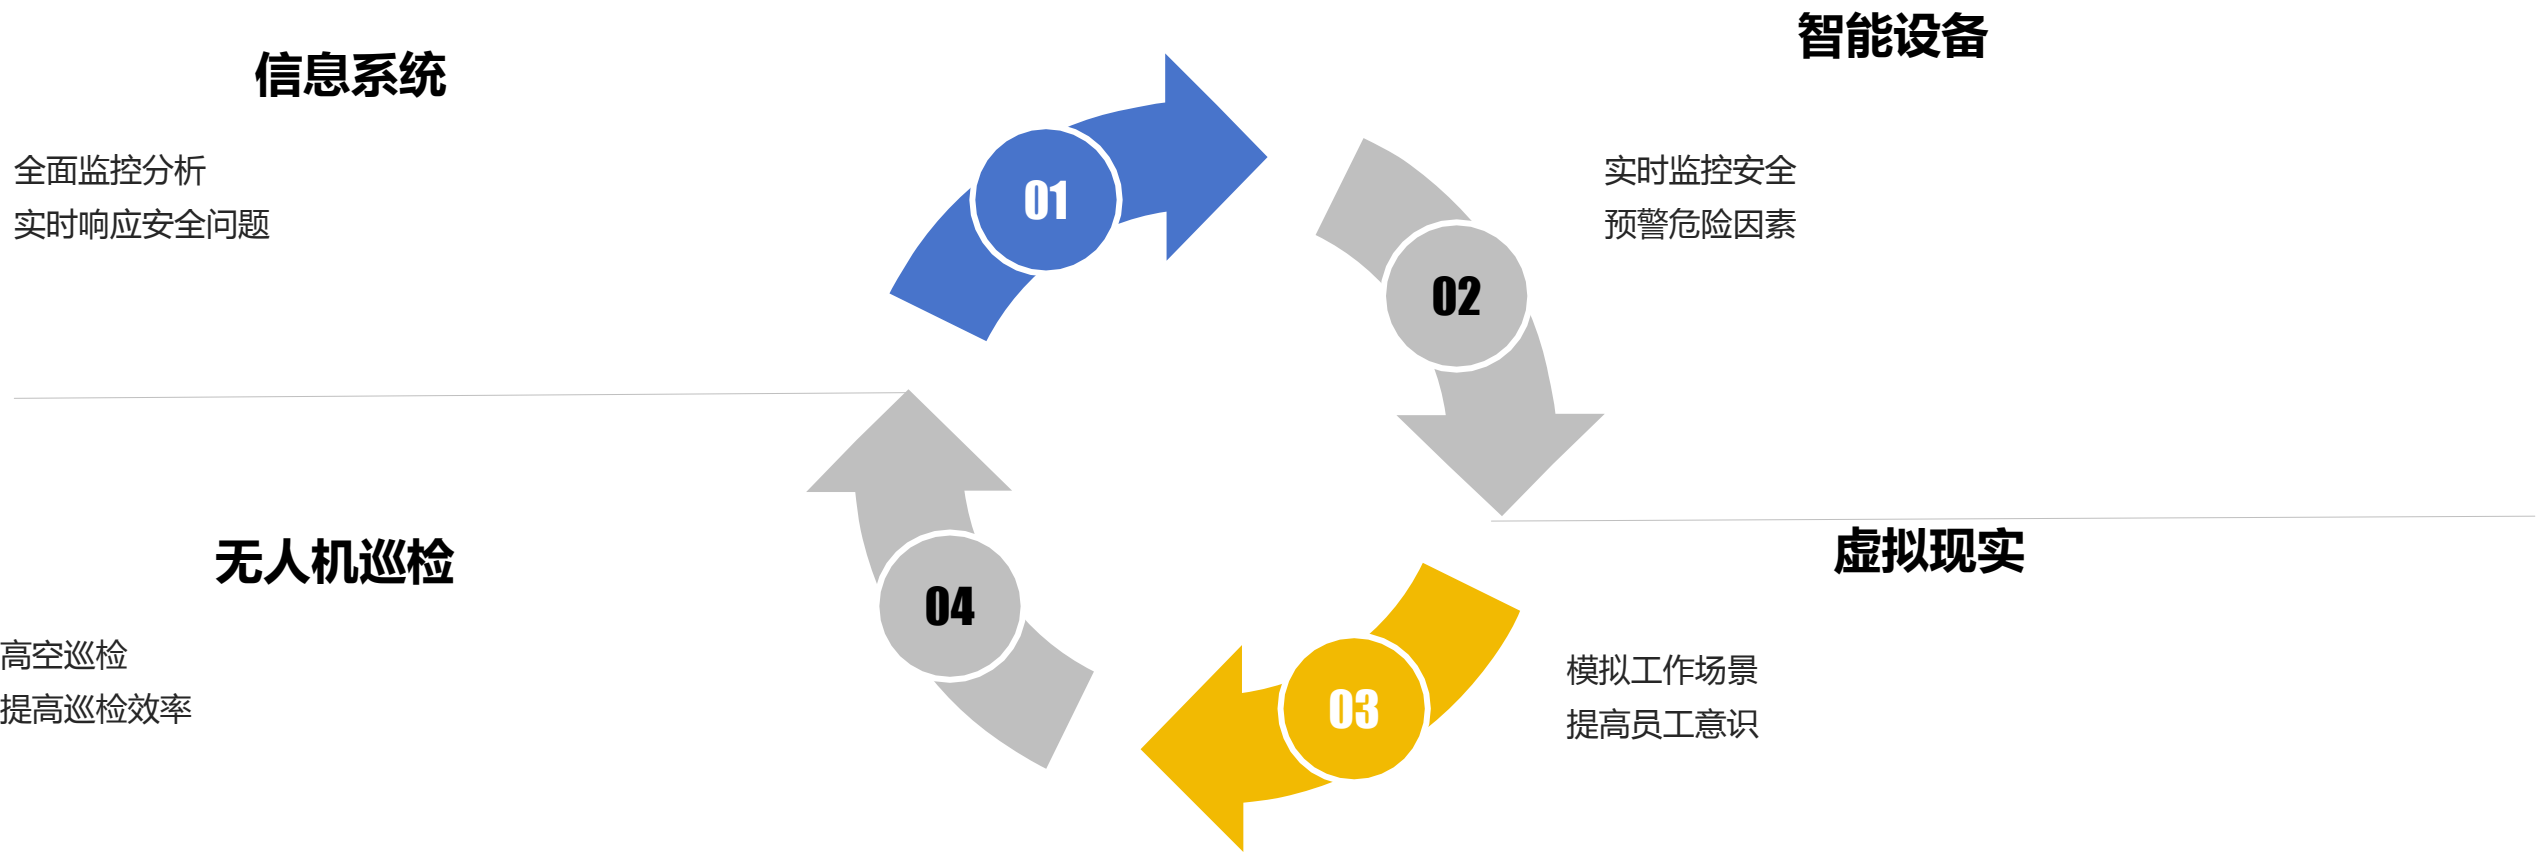 信息系统
全面监控分析
实时响应安全问题
01
智能设备
实时监控安全
预警危险因素
02
虚拟现实
模拟工作场景
提高员工意识
03
无人机巡检
高空巡检
提高巡检效率
04